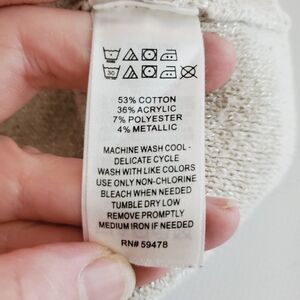 30
53% COTTON
36% ACRYLIC
7% POLYESTER
4% METALLIC
MACHINE WASH COOL -
DELICATE CYCLE
WASH WITH LIKE COLORS
USE ONLY NON-CHLORINE
BLEACH WHEN NEEDED
TUMBLE DRY LOW
REMOVE PROMPTLY
MEDIUM IRON IF NEEDED
RN# 59478